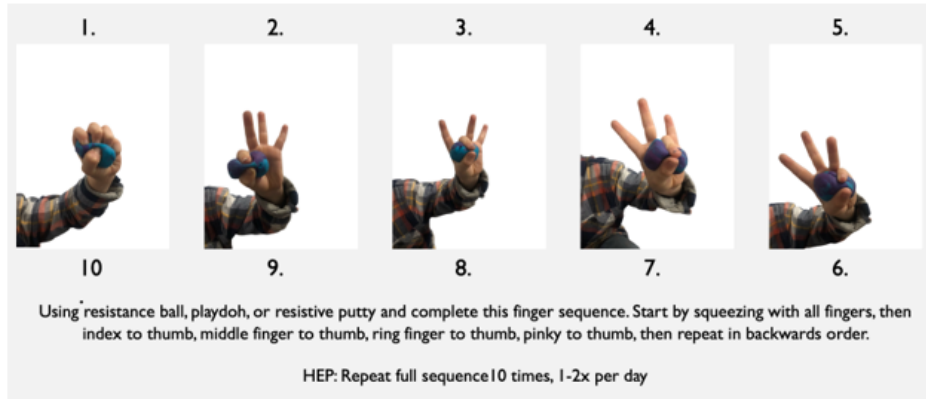 1. 2. 3. 4. 5.
10 9. 8. 7. 6.
Using resistance ball, playdoh, or resistive putty and complete this finger sequence. Start by squeezing with all fingers, then
index to thumb, middle finger to thumb, ring finger to thumb, pinky to thumb, then repeat in backwards order.
HEP: Repeat full sequence10 times, 1-2x per day